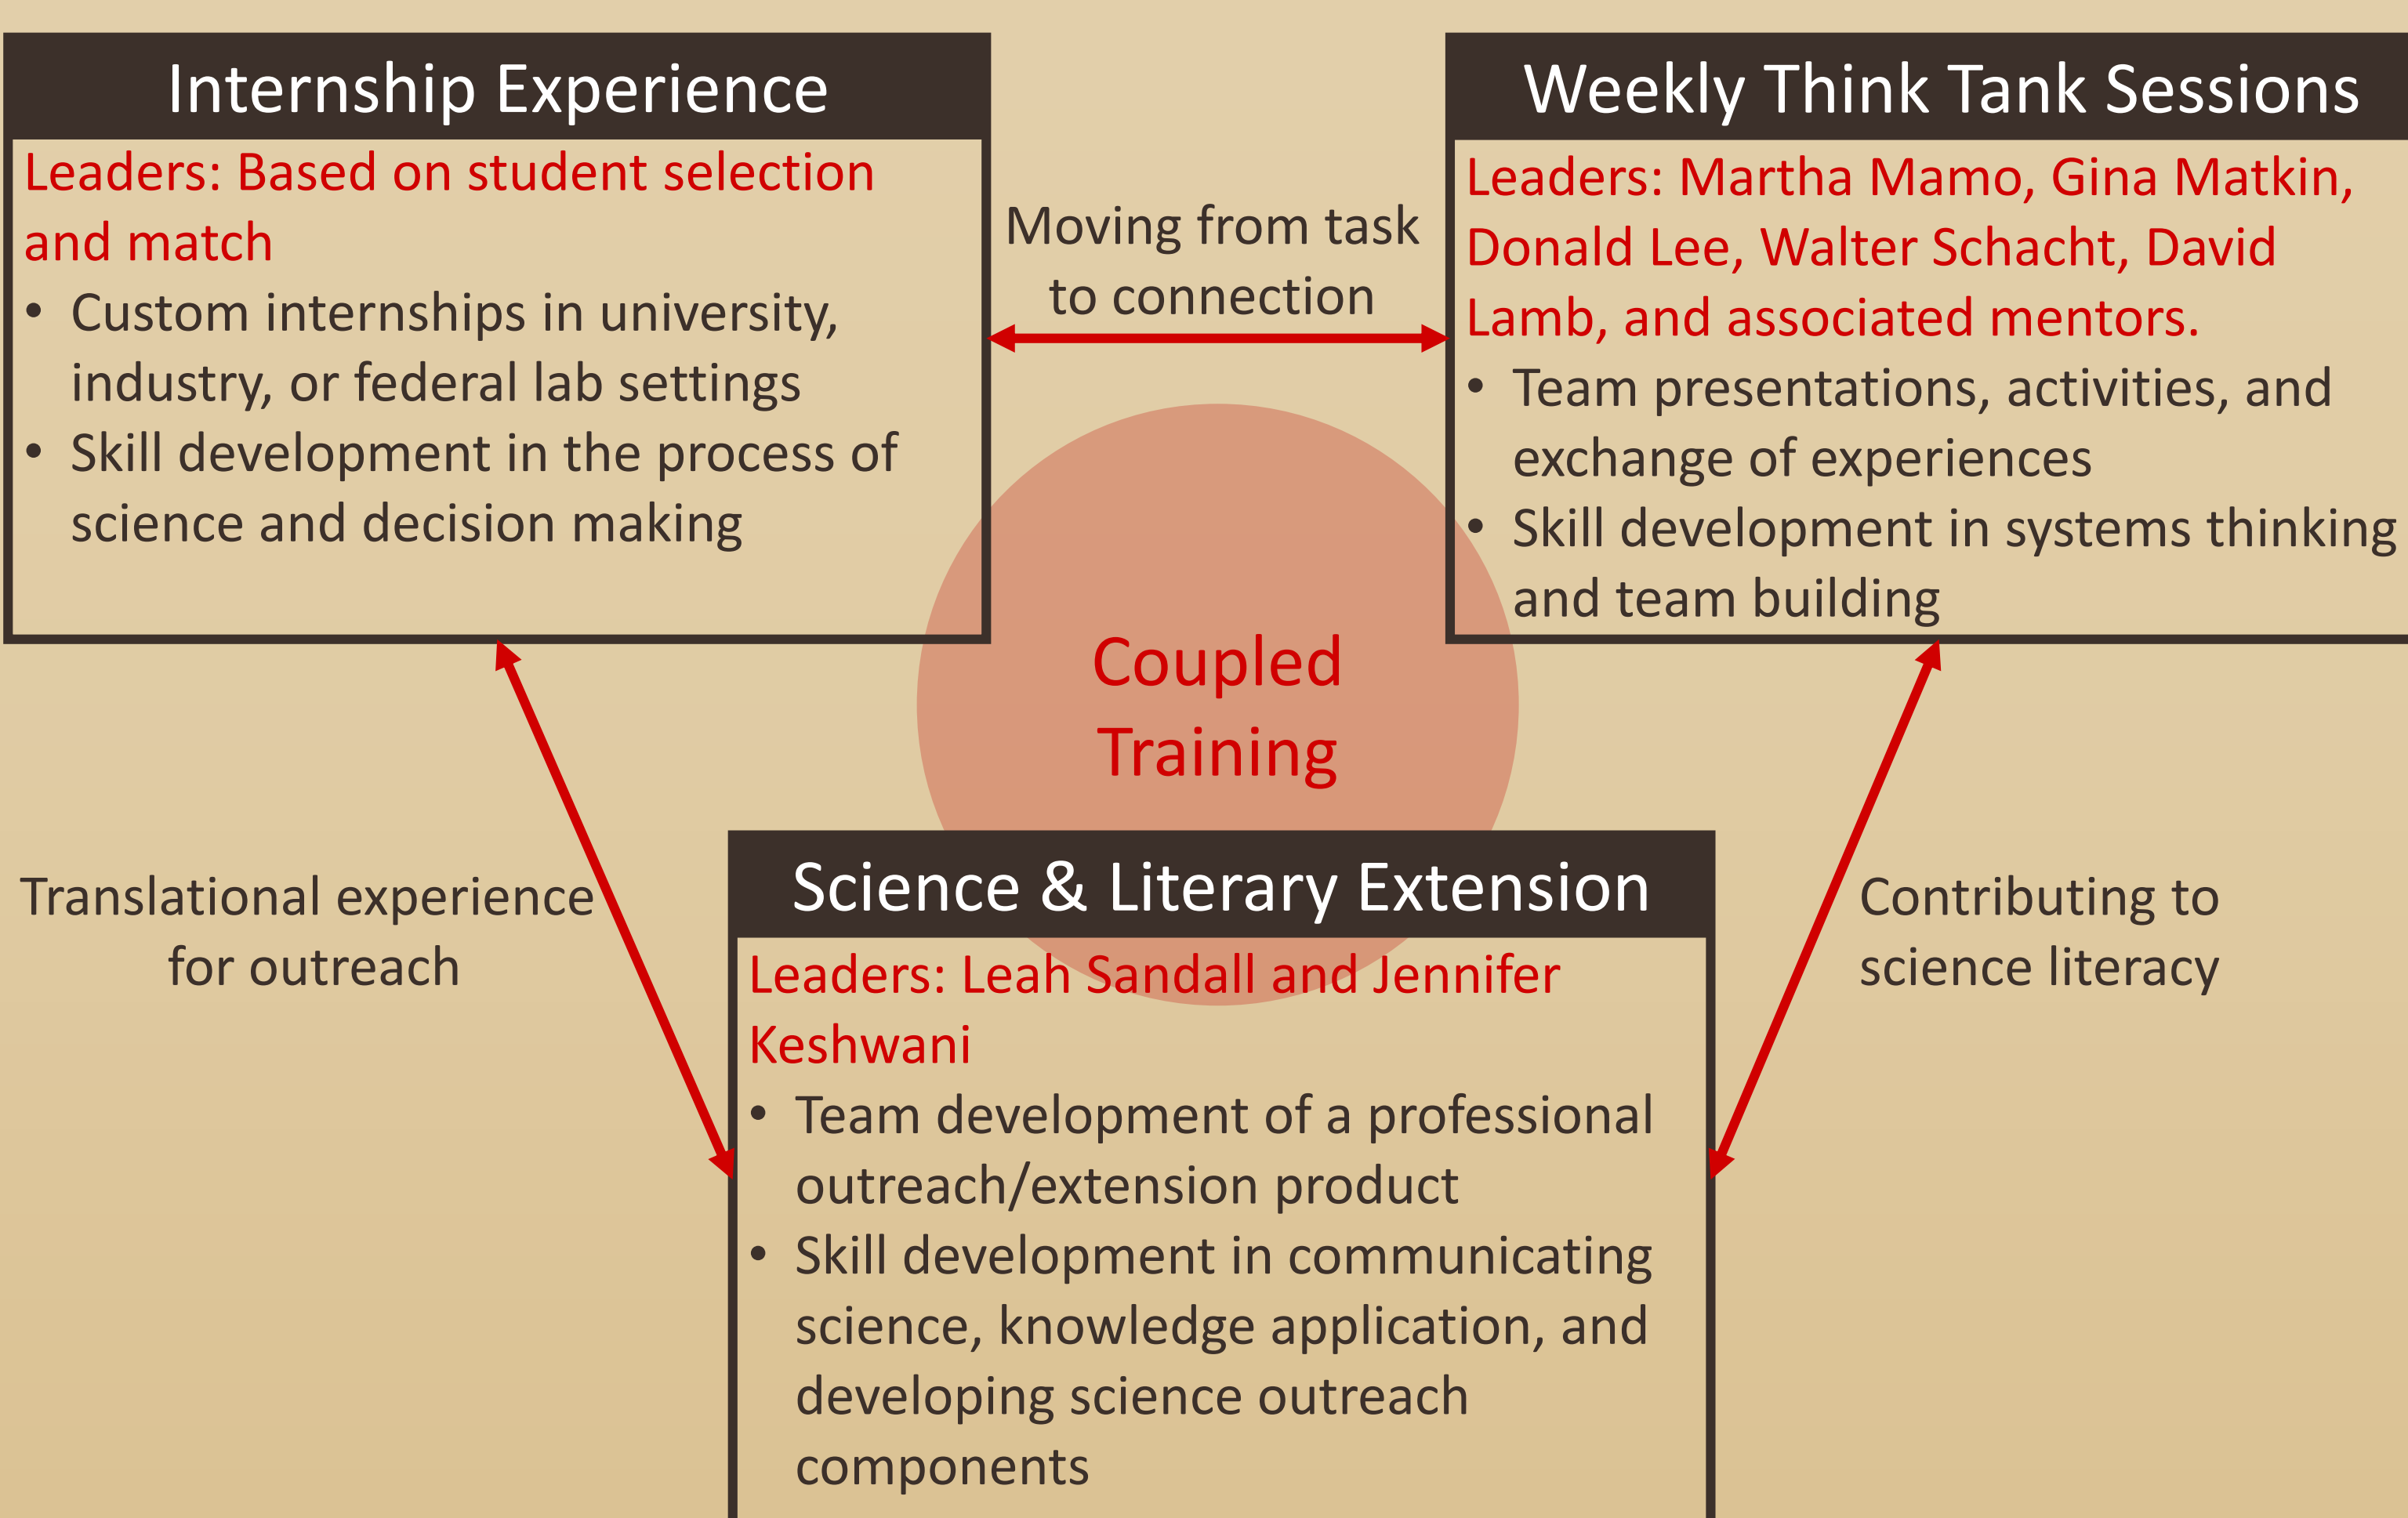 Internship Experience
Leaders: Based on student selection
and match
• Custom internships in university,
industry, or federal lab settings
• Skill development in the process of
science and decision making
Moving from task
to connection
Weekly Think Tank Sessions
Leaders: Martha Mamo, Gina Matkin,
Donald Lee, Walter Schacht, David
Lamb, and associated mentors.
• Team presentations, activities, and
exchange of experiences
• Skill development in systems thinking
and team building
Coupled
Training
Translational experience
for outreach
Science & Literary Extension
Leaders: Leah Sandall and Jennifer
Keshwani
• Team development of a professional
outreach/extension product
• Skill development in communicating
science, knowledge application, and
developing science outreach
components
Contributing to
science literacy